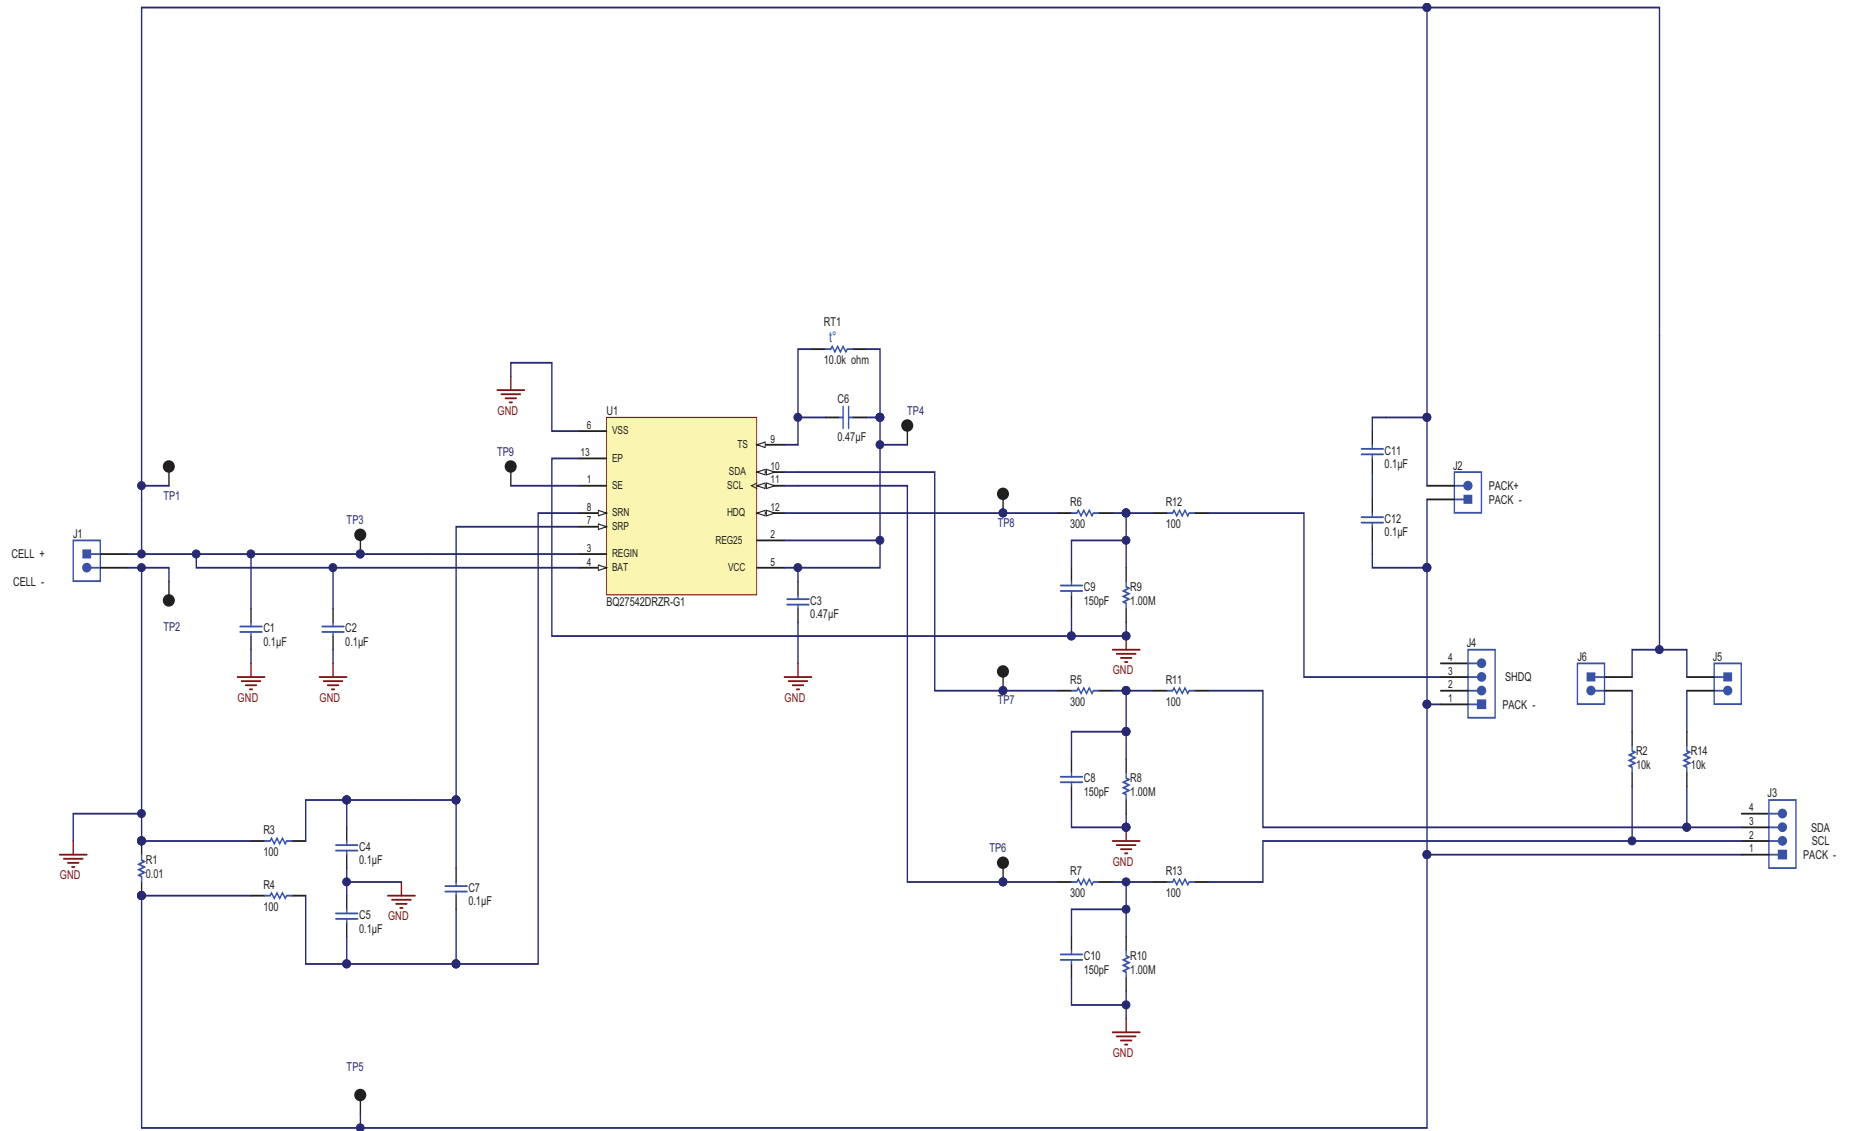 RT1
t°
10.0k ohm
C6
0.47µF
TP4
GND
U1
6 VSS
13 EP
1 SE
8 SRN
7 SRP
3 REGIN
4 BAT
TS 9
SDA 10
SCL 11
HDQ 12
REG25 2
VCC 5
BQ27542DRZR-G1
TP9
TP1
TP3
J1
CELL +
CELL -
TP2
C1
0.1µF
GND
C2
0.1µF
GND
C3
0.47µF
GND
TP8
R6
300
R12
100
C9
150pF
R9
1.00M
GND
TP7
R5
300
R11
100
C8
150pF
R8
1.00M
GND
TP6
R7
300
R13
100
C10
150pF
R10
1.00M
GND
C11
0.1µF
C12
0.1µF
J2
PACK+
PACK -
J4
4
3 SHDQ
2
1 PACK -
J6
J5
R2
10k
R14
10k
J3
4
3 SDA
2 SCL
1 PACK -
GND
R1
0.01
R3
100
R4
100
C4
0.1µF
GND
C5
0.1µF
C7
0.1µF
TP5